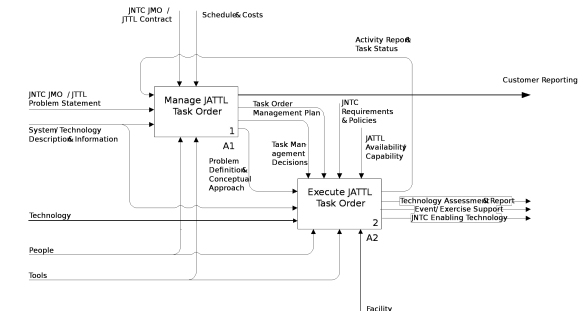 JNTC JMO /
JTTL Contract
Schedule& Costs
Activity Report&
Task Status
Customer Reporting
JNTC JMO / JTTL
Problem Statement
Manage JATTL
Task Order
1
A1
Task Order
Management Plan
JNTC
Requirements
& Policies
System/ Technology
Description& Information
JATTL
Availability
Capability
Task Man-
agement
Decisions
Problem
Definition&
Conceptual
Approach
Execute JATTL
Task Order
2
A2
Technology Assessment& Report
Event/ Exercise Support
JNTC Enabling Technology
Technology
People
Tools
Facility